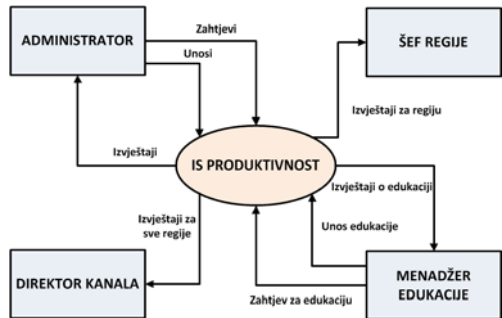 Zahtjevi
ADMINISTRATOR
ŠEF REGIJE
Unosi
Izvještaji za regiju
Izvještaji
IS PRODUKTIVNOST
Izvještaji o edukaciji
Izvještaji za
sve regije
Unos edukacije
DIREKTOR KANALA
MENADŽER
EDUKACIJE
Zahtjev za edukaciju